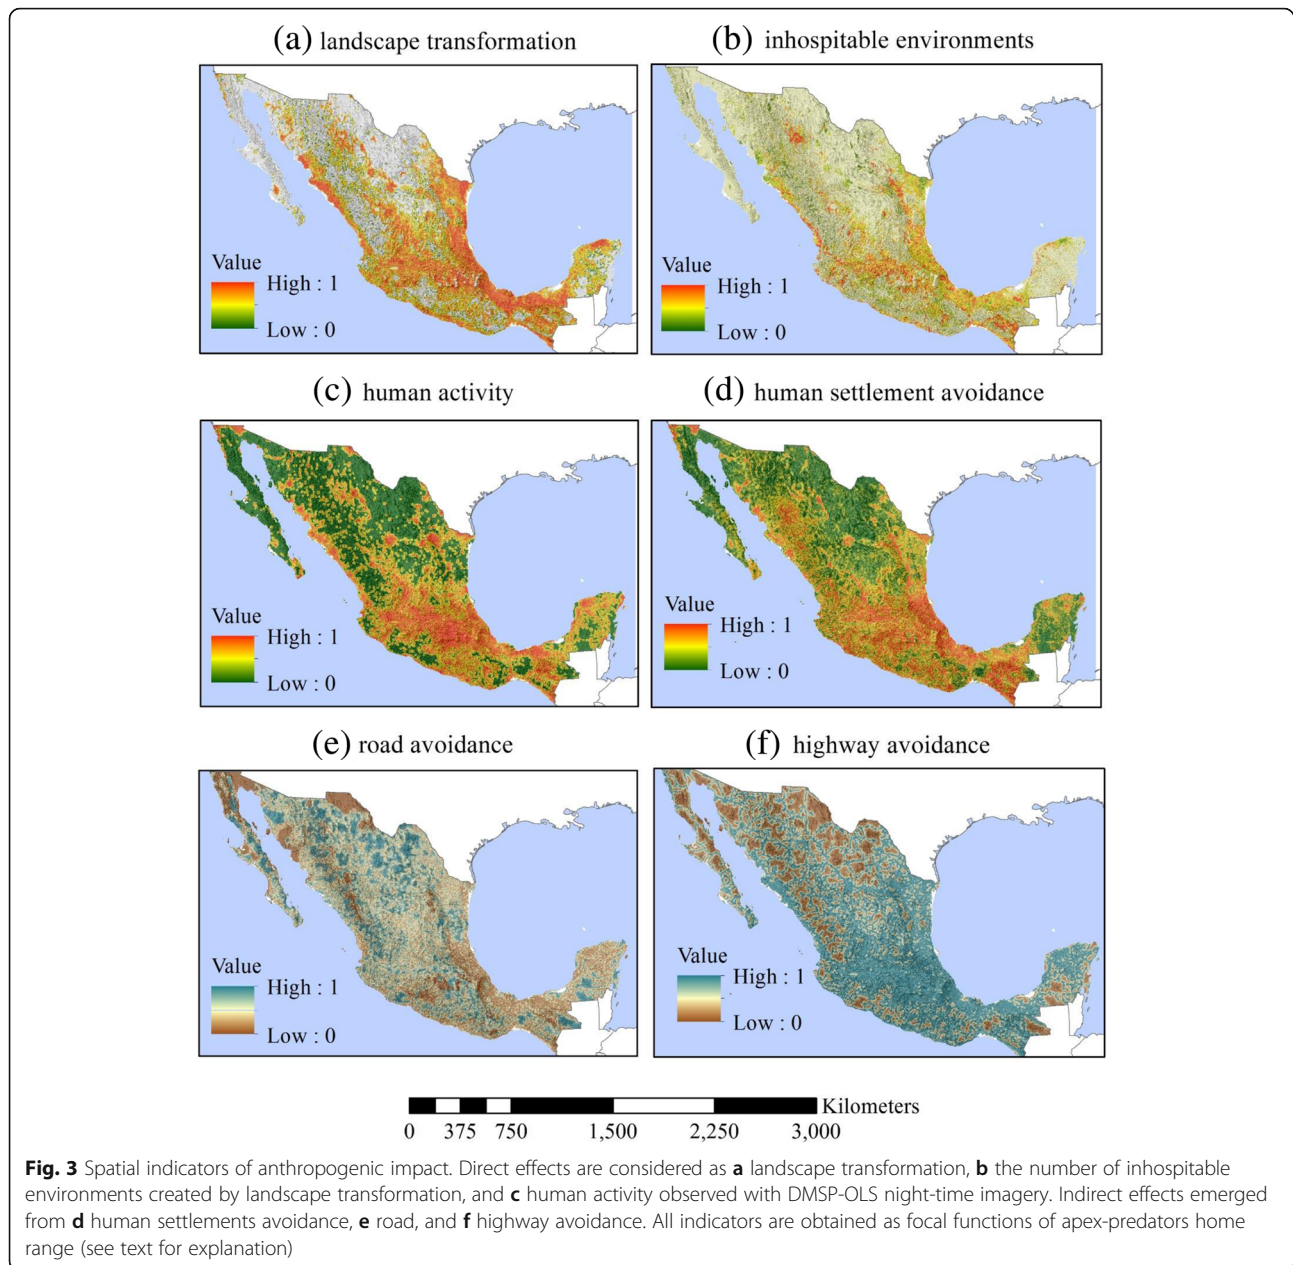 (a) landscape transformation
(b) inhospitable environments
Value
High : 1
Low : 0
Value
High : 1
Low : 0
(c) human activity
(d) human settlement avoidance
Value
High : 1
Low : 0
Value
High : 1
Low : 0
(e) road avoidance
(f) highway avoidance
Value
High : 1
Low : 0
Value
High : 1
Low : 0
Kilometers
0 375 750 1,500 2,250 3,000
Fig. 3 Spatial indicators of anthropogenic impact. Direct effects are considered as a landscape transformation, b the number of inhospitable
environments created by landscape transformation, and c human activity observed with DMSP-OLS night-time imagery. Indirect effects emerged
from d human settlements avoidance, e road, and f highway avoidance. All indicators are obtained as focal functions of apex-predators home
range (see text for explanation)